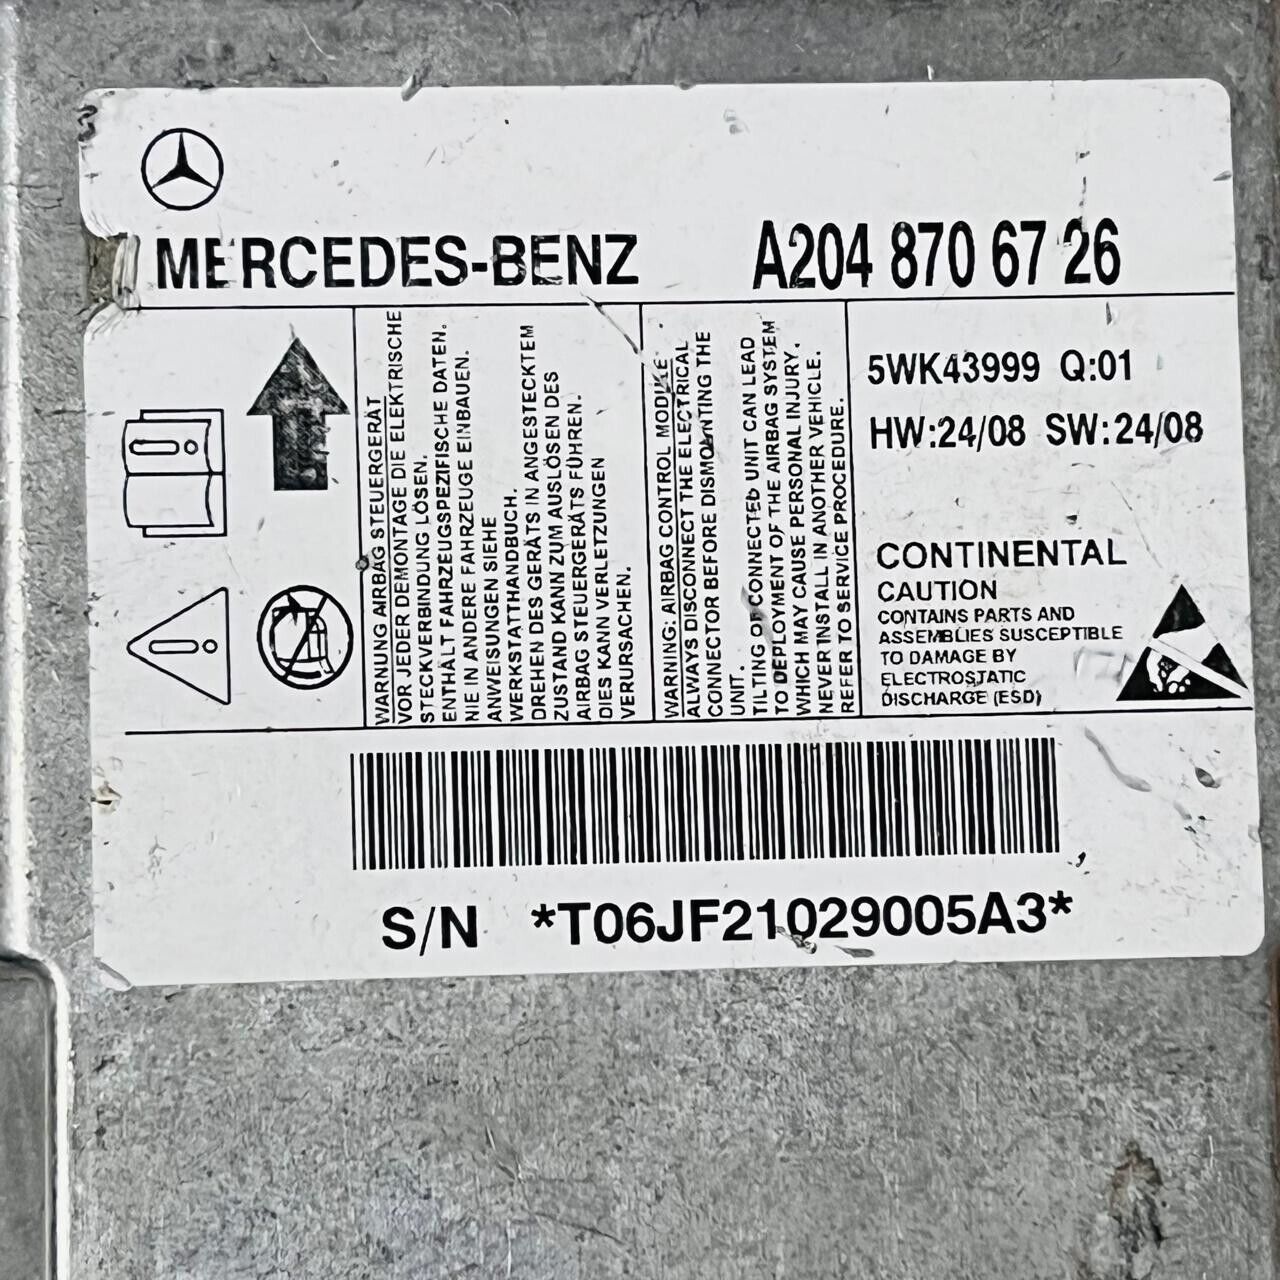 MERCEDES-BENZ A204 870 67 26
WARNUNG AIRBAG STEUERGERÄT
VOR JEDER DEMONTAGE DIE ELEKTRISCHE
STECKVERBINDUNG LÖSEN.
ENTHÄLT FAHRZEUGSPEZIFISCHE DATEN.
NIE IN ANDERE FAHRZEUGE EINBAUEN.
ANWEISUNGEN SIEHE
WERKSTATTHANDBUCH.
DREHEN DES GERÄTS IN ANGESTECKTEM
ZUSTAND KANN ZUM AUSLÖSEN DES
AIRBAG STEUERGERÄTS FÜHREN.
DIES KANN VERLETZUNGEN
VERURSACHEN.
WARNING: AIRBAG CONTROL MODULE
ALWAYS DISCONNECT THE ELECTRICAL
CONNECTOR BEFORE DISMOUNTING THE
UNIT.
TILTING OF CONNECTED UNIT CAN LEAD
TO DEPLOYMENT OF THE AIRBAG SYSTEM
WHICH MAY CAUSE PERSONAL INJURY.
NEVER INSTALL IN ANOTHER VEHICLE.
REFER TO SERVICE PROCEDURE.
5WK43999 Q:01
HW:24/08 SW:24/08
CONTINENTAL
CAUTION
CONTAINS PARTS AND
ASSEMBLIES SUSCEPTIBLE
TO DAMAGE BY
ELECTROSTATIC
DISCHARGE (ESD)
S/N *T06JF21029005A3*